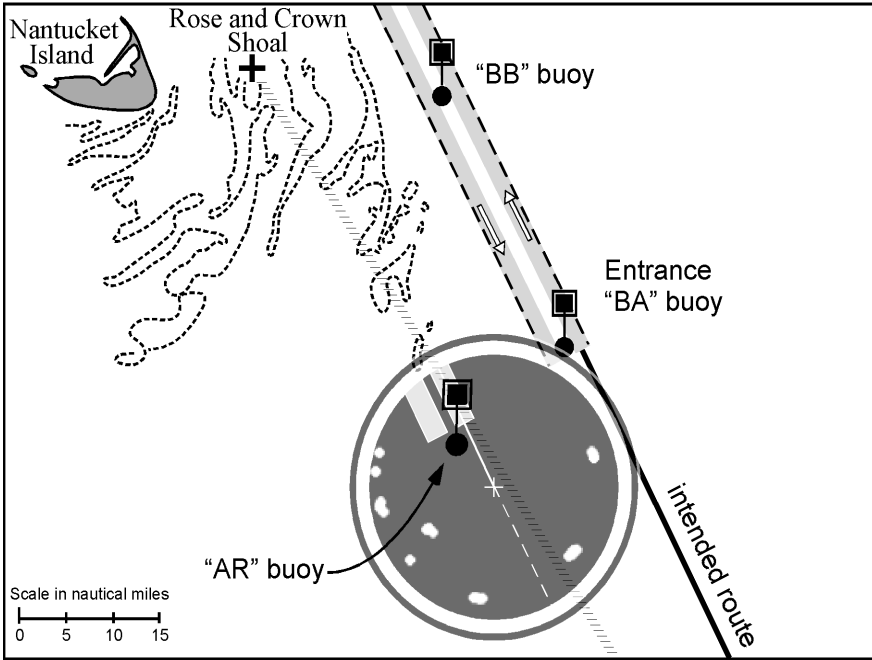 Nantucket
Island
Rose and Crown
Shoal
“BB” buoy
Entrance
“BA” buoy
“AR” buoy
intended route
Scale in nautical miles
0 5 10 15